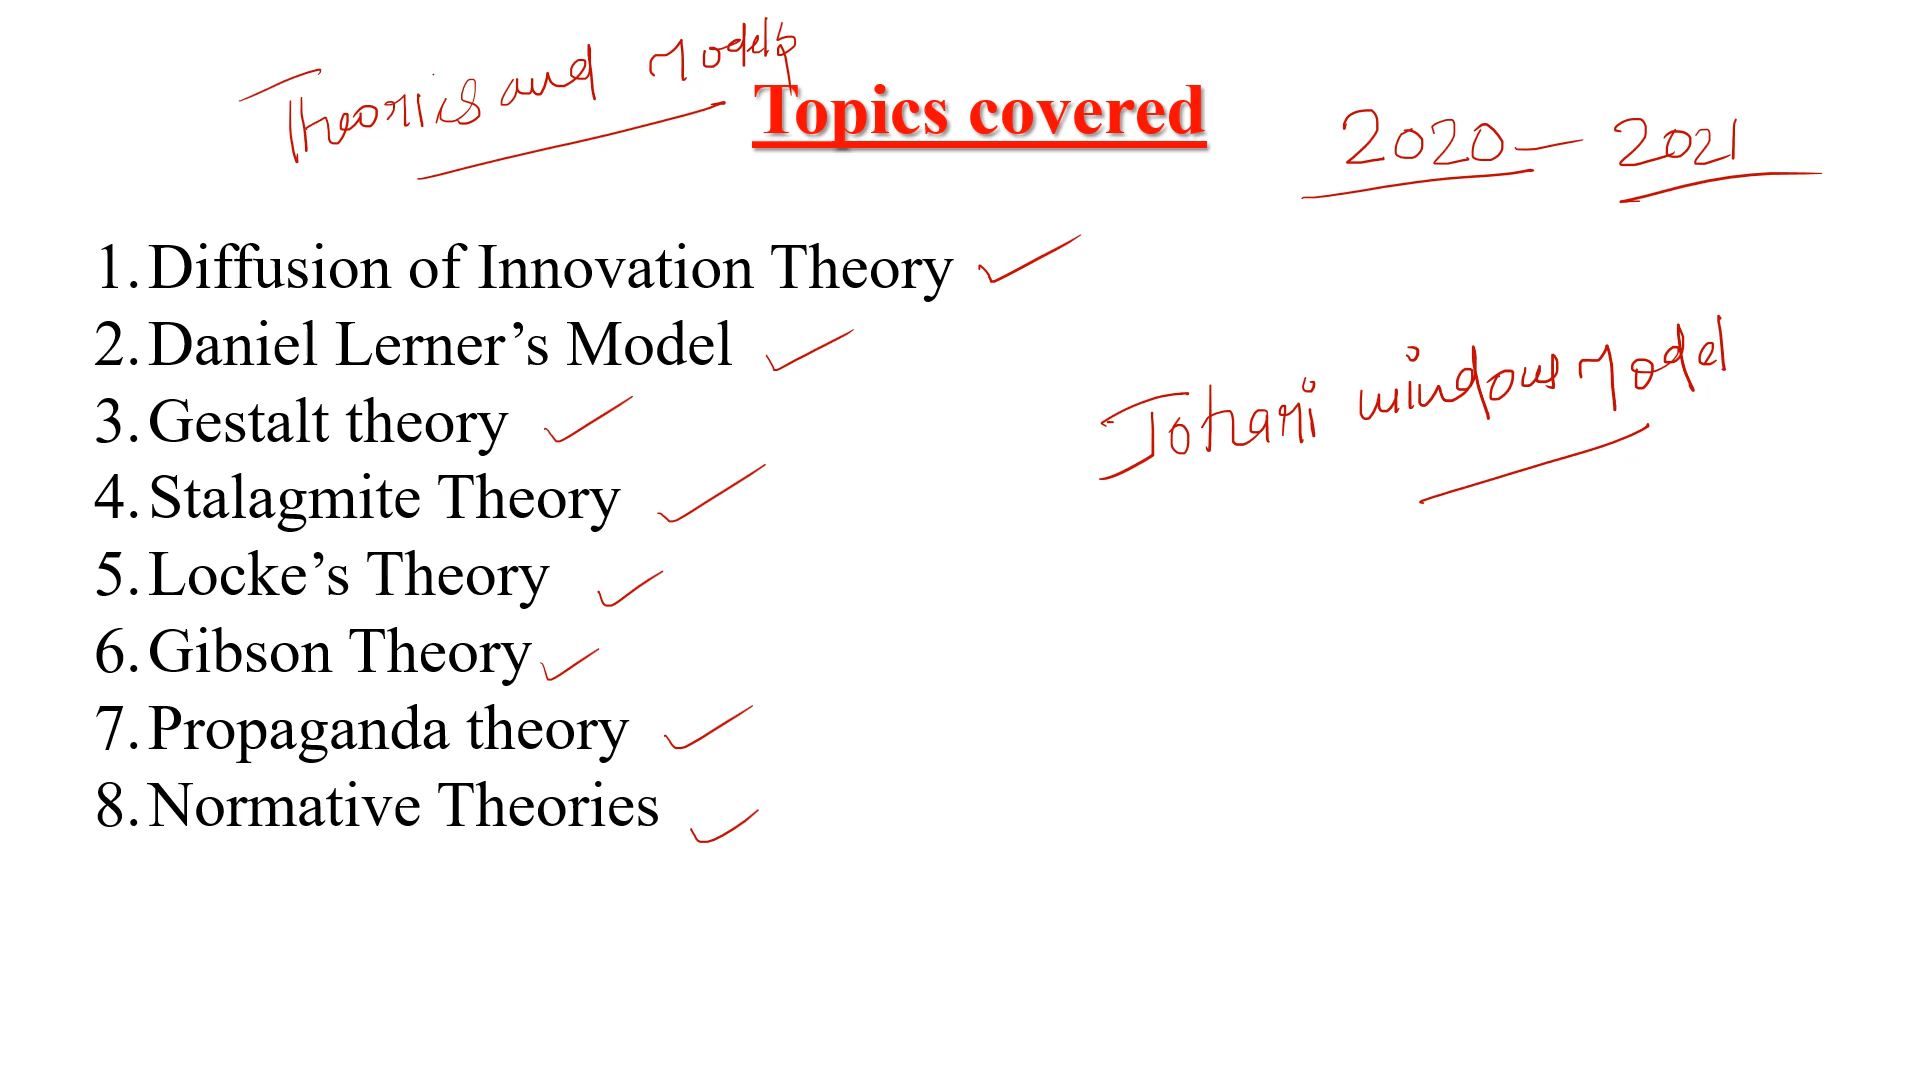 Theories and Models
Topics covered
2020 - 2021
1. Diffusion of Innovation Theory
2. Daniel Lerner’s Model
3. Gestalt theory
4. Stalagmite Theory
5. Locke’s Theory
6. Gibson Theory
7. Propaganda theory
8. Normative Theories
Johari window Model